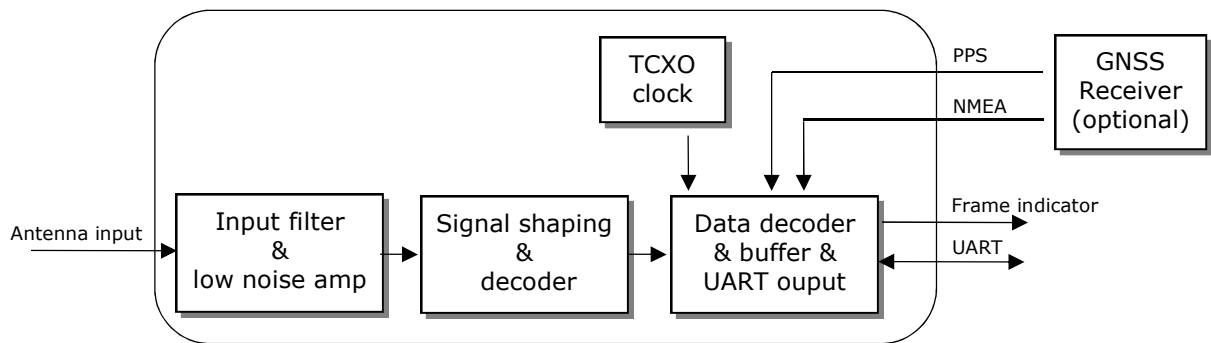 TCXO
clock
PPS
NMEA
GNSS
Receiver
(optional)
Antenna input
Input filter
&
low noise amp
Signal shaping
&
decoder
Data decoder
& buffer &
UART ouput
Frame indicator
UART